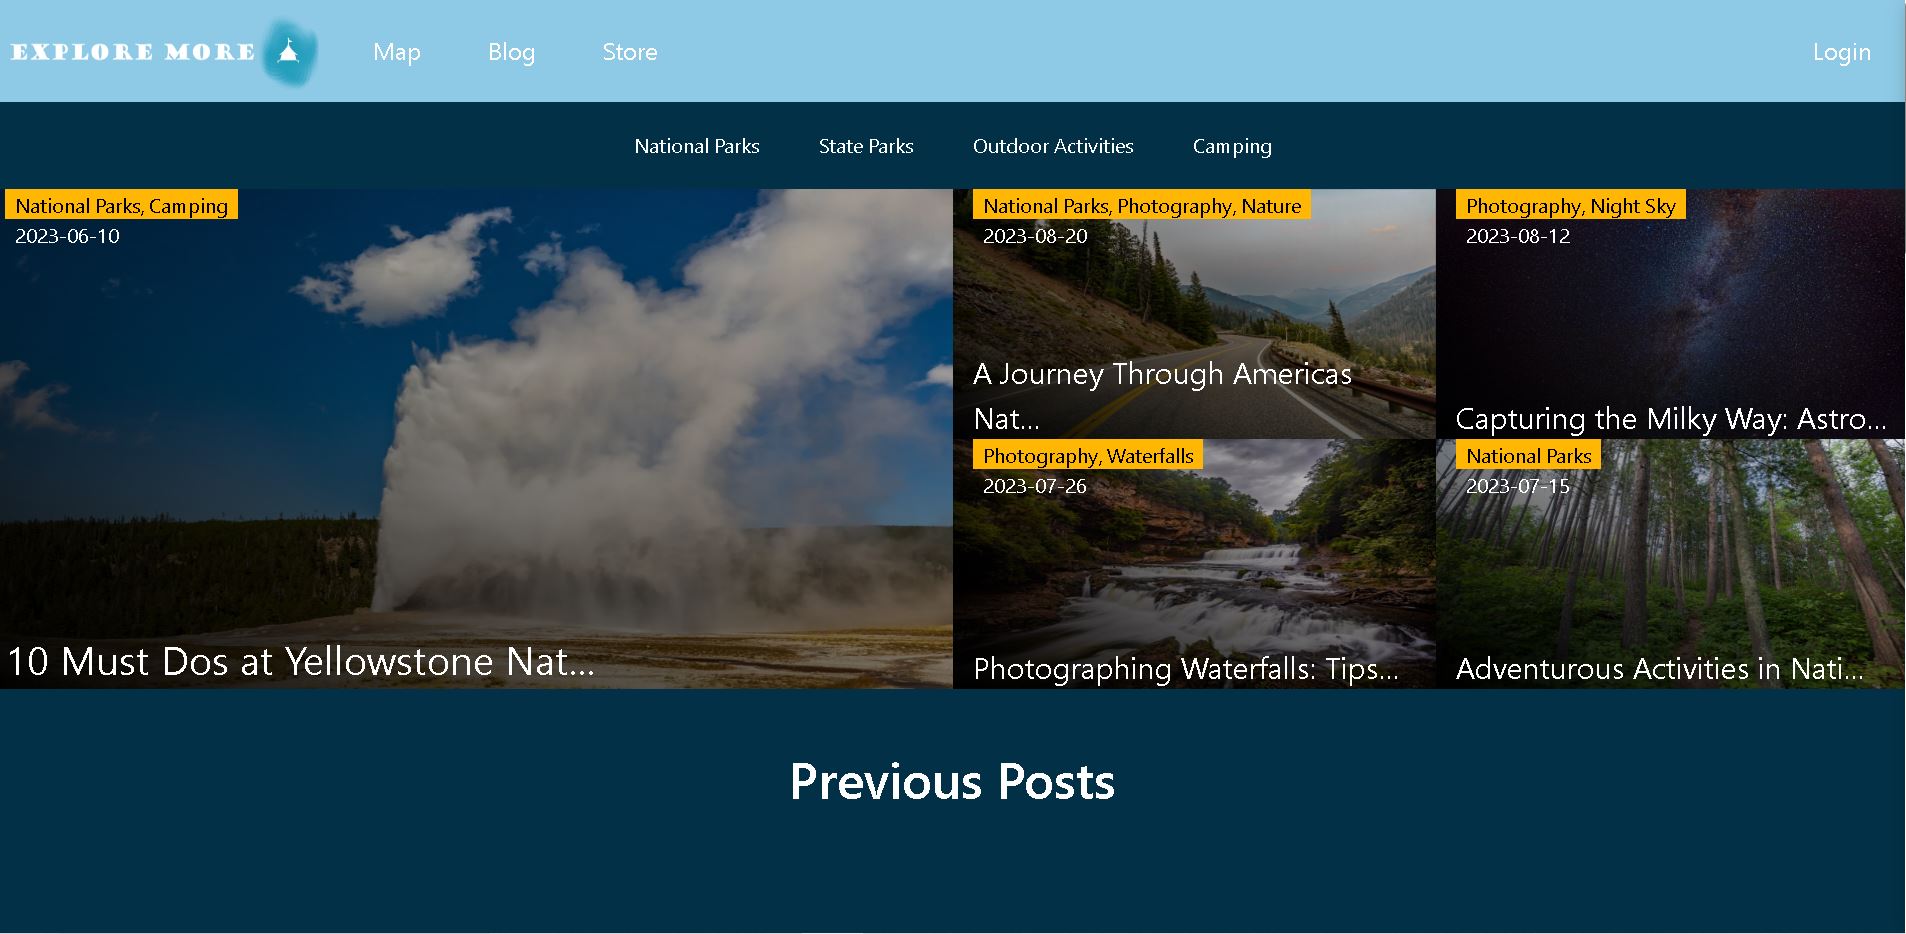 EXPLORE MORE
Map
Blog
Store
Login
National Parks
State Parks
Outdoor Activities
Camping
National Parks, Camping
2023-06-10
10 Must Dos at Yellowstone Nat...
National Parks, Photography, Nature
2023-08-20
A Journey Through Americas
Nat...
Photography, Night Sky
2023-08-12
Capturing the Milky Way: Astro...
Photography, Waterfalls
2023-07-26
Photographing Waterfalls: Tips...
National Parks
2023-07-15
Adventurous Activities in Nati...
Previous Posts